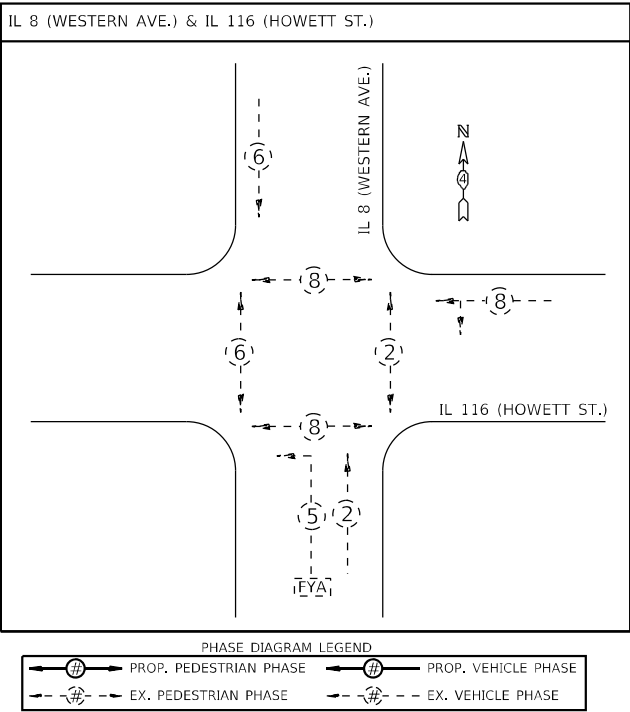 IL 8 (WESTERN AVE.) & IL 116 (HOWETT ST.)
IL 8 (WESTERN AVE.)
N
4
6
8
8
6
2
IL 116 (HOWETT ST.)
8
5
2
FYA
PHASE DIAGRAM LEGEND
# PROP. PEDESTRIAN PHASE
# PROP. VEHICLE PHASE
# EX. PEDESTRIAN PHASE
# EX. VEHICLE PHASE